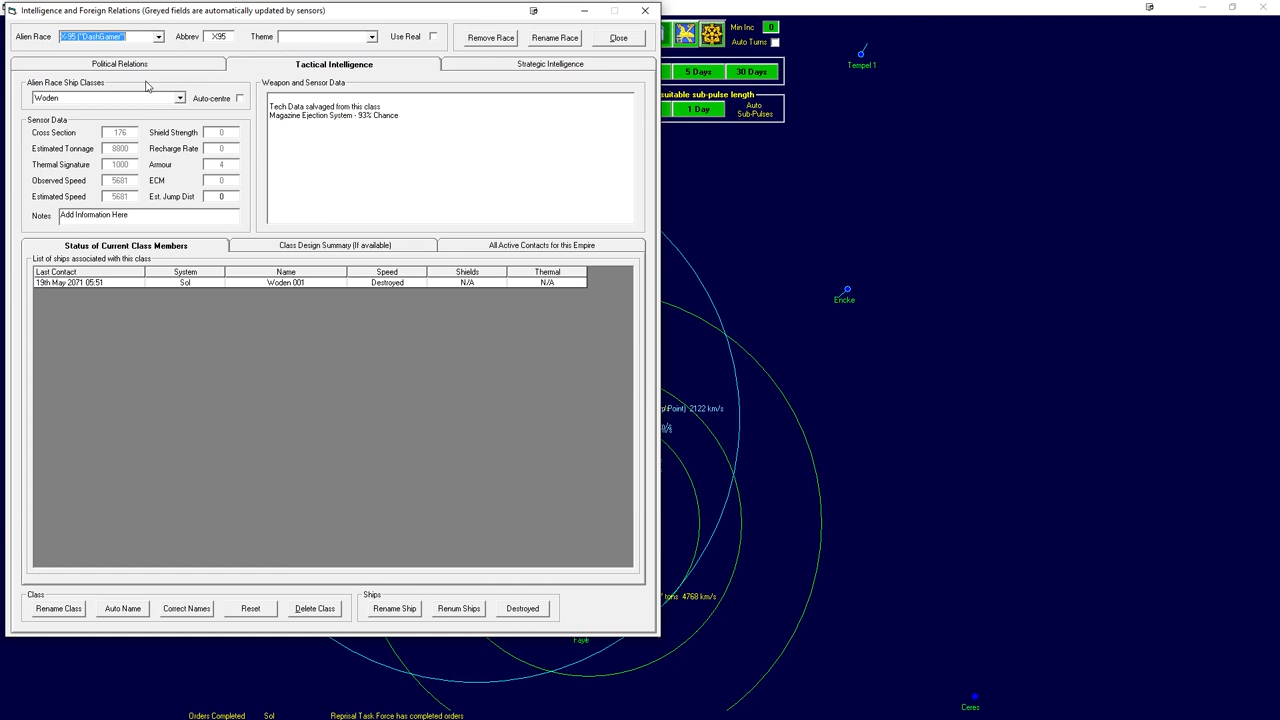 Intelligence and Foreign Relations (Greyed fields are automatically updated by sensors)
Alien Race X-95 ("DashGamer") Abbrev X95 Theme Use Real Remove Race Rename Race Close
Min Inc 0
Auto Turns
Political Relations Tactical Intelligence Strategic Intelligence
5 Days 30 Days
Tempel 1
Alien Race Ship Classes
Woden Auto-centre
Weapon and Sensor Data
Tech Data salvaged from this class
Magazine Ejection System - 93% Chance
suitable sub-pulse length
1 Day Auto Sub-Pulses
Sensor Data
Cross Section 176 Shield Strength 0
Estimated Tonnage 8800 Recharge Rate 0
Thermal Signature 1000 Armour 4
Observed Speed 5681 ECM 0
Estimated Speed 5681 Est. Jump Dist 0
Notes Add Information Here
Status of Current Class Members Class Design Summary (If available) All Active Contacts for this Empire
List of ships associated with this class
Last Contact System Name Speed Shields Thermal
19th May 2071 05:51 Sol Woden 001 Destroyed N/A N/A
Encke
Point) 2122 km/s
tons 4768 km/s
Class
Rename Class Auto Name Correct Names Reset Delete Class
Ships
Rename Ship Renum Ships Destroyed
Faye
Ceres
Orders Completed Sol Reprisal Task Force has completed orders